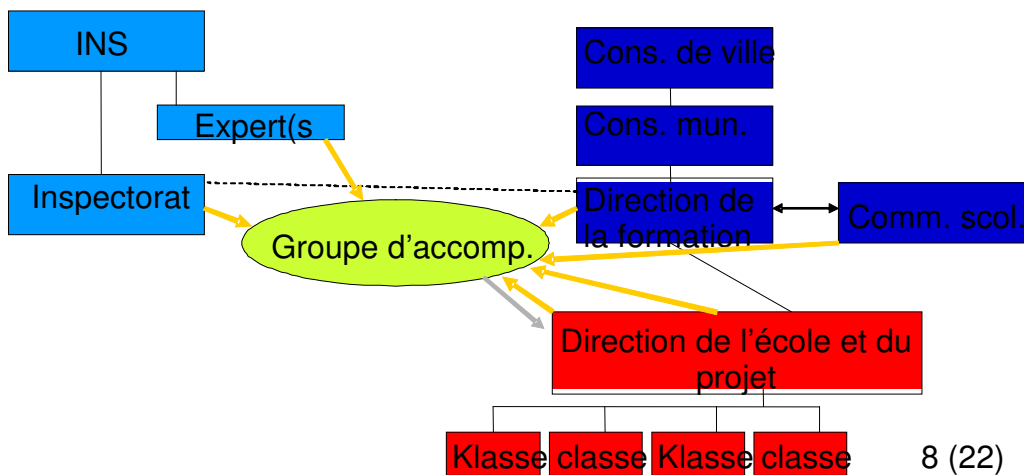 INS
Cons. de ville
Expert(s
Cons. mun.
Inspectorat
Direction de
la formation
Comm. scol.
Groupe d'accomp.
Direction de l'école et du
projet
Klasse
classe
Klasse
classe
8 (22)